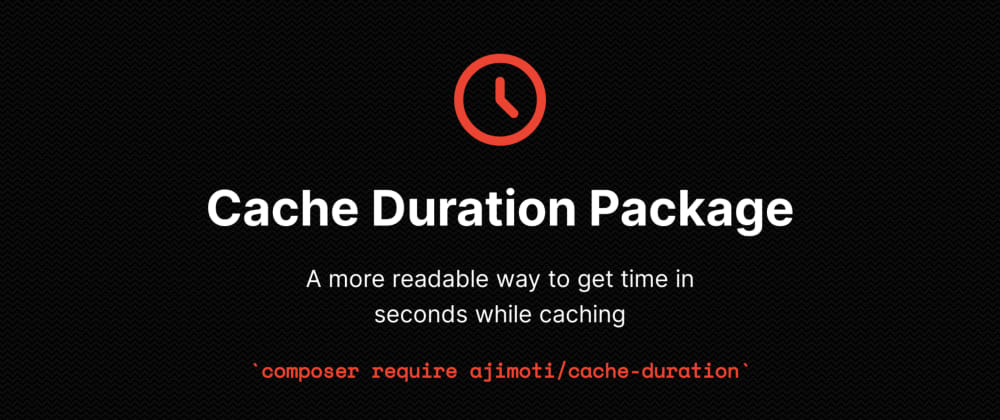 Cache Duration Package
A more readable way to get time in
seconds while caching
`composer require ajimoti/cache-duration`